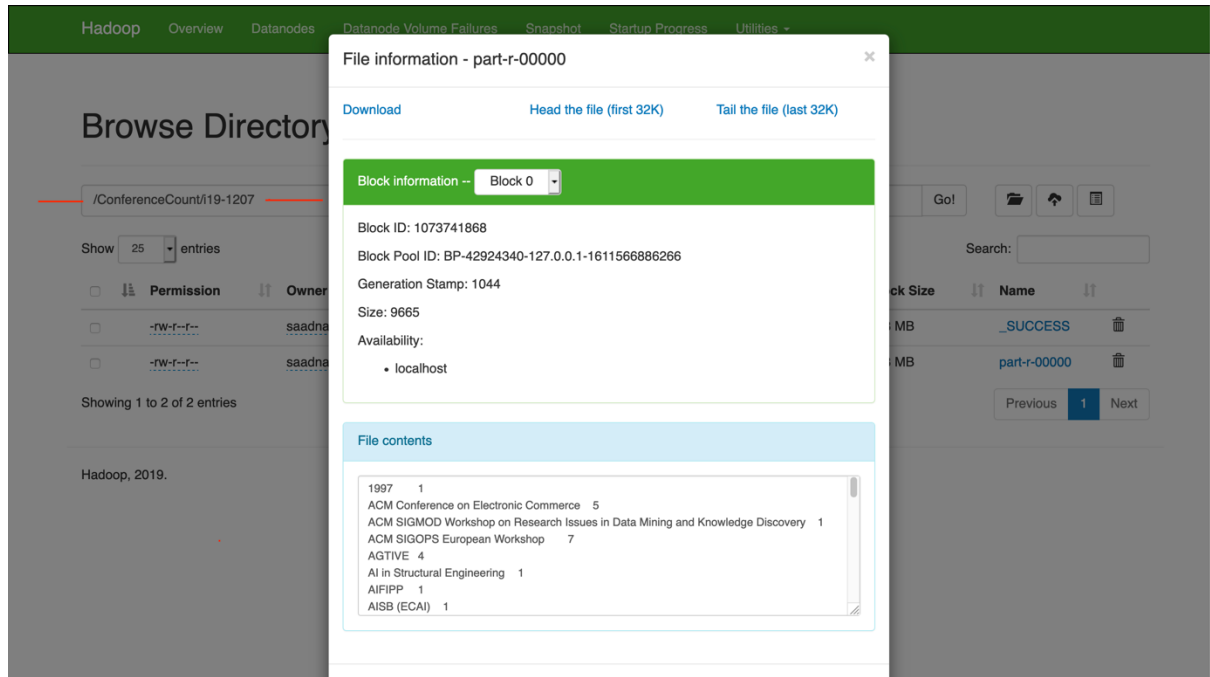 Hadoop Overview Datanodes Datanode Volume Failures Snapshot Startup Progress Utilities
File information - part-r-00000 ×
Download Head the file (first 32K) Tail the file (last 32K)
Browse Directory
Block information -- Block 0
/ConferenceCount/i19-1207 Go!
Block ID: 1073741868
Show 25 entries Search:
Block Pool ID: BP-42924340-127.0.0.1-1611566886266
Generation Stamp: 1044
Permission Owner ck Size Name
Size: 9665
-rw-r--r-- saadna MB _SUCCESS
Availability:
-rw-r--r-- saadna MB part-r-00000
• localhost
Showing 1 to 2 of 2 entries Previous 1 Next
File contents
Hadoop, 2019.
1997 1
ACM Conference on Electronic Commerce 5
ACM SIGMOD Workshop on Research Issues in Data Mining and Knowledge Discovery 1
ACM SIGOPS European Workshop 7
AGTIVE 4
AI in Structural Engineering 1
AIFIPP 1
AISB (ECAI) 1